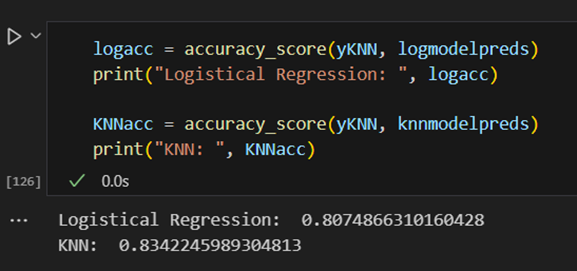 logacc = accuracy_score(yKNN, logmodelpreds)
print("Logistical Regression: ", logacc)
KNNacc = accuracy_score(yKNN, knnmodelpreds)
print("KNN: ", KNNacc)
[126]
0.0s
... Logistical Regression:  0.8074866310160428
KNN:  0.8342245989304813